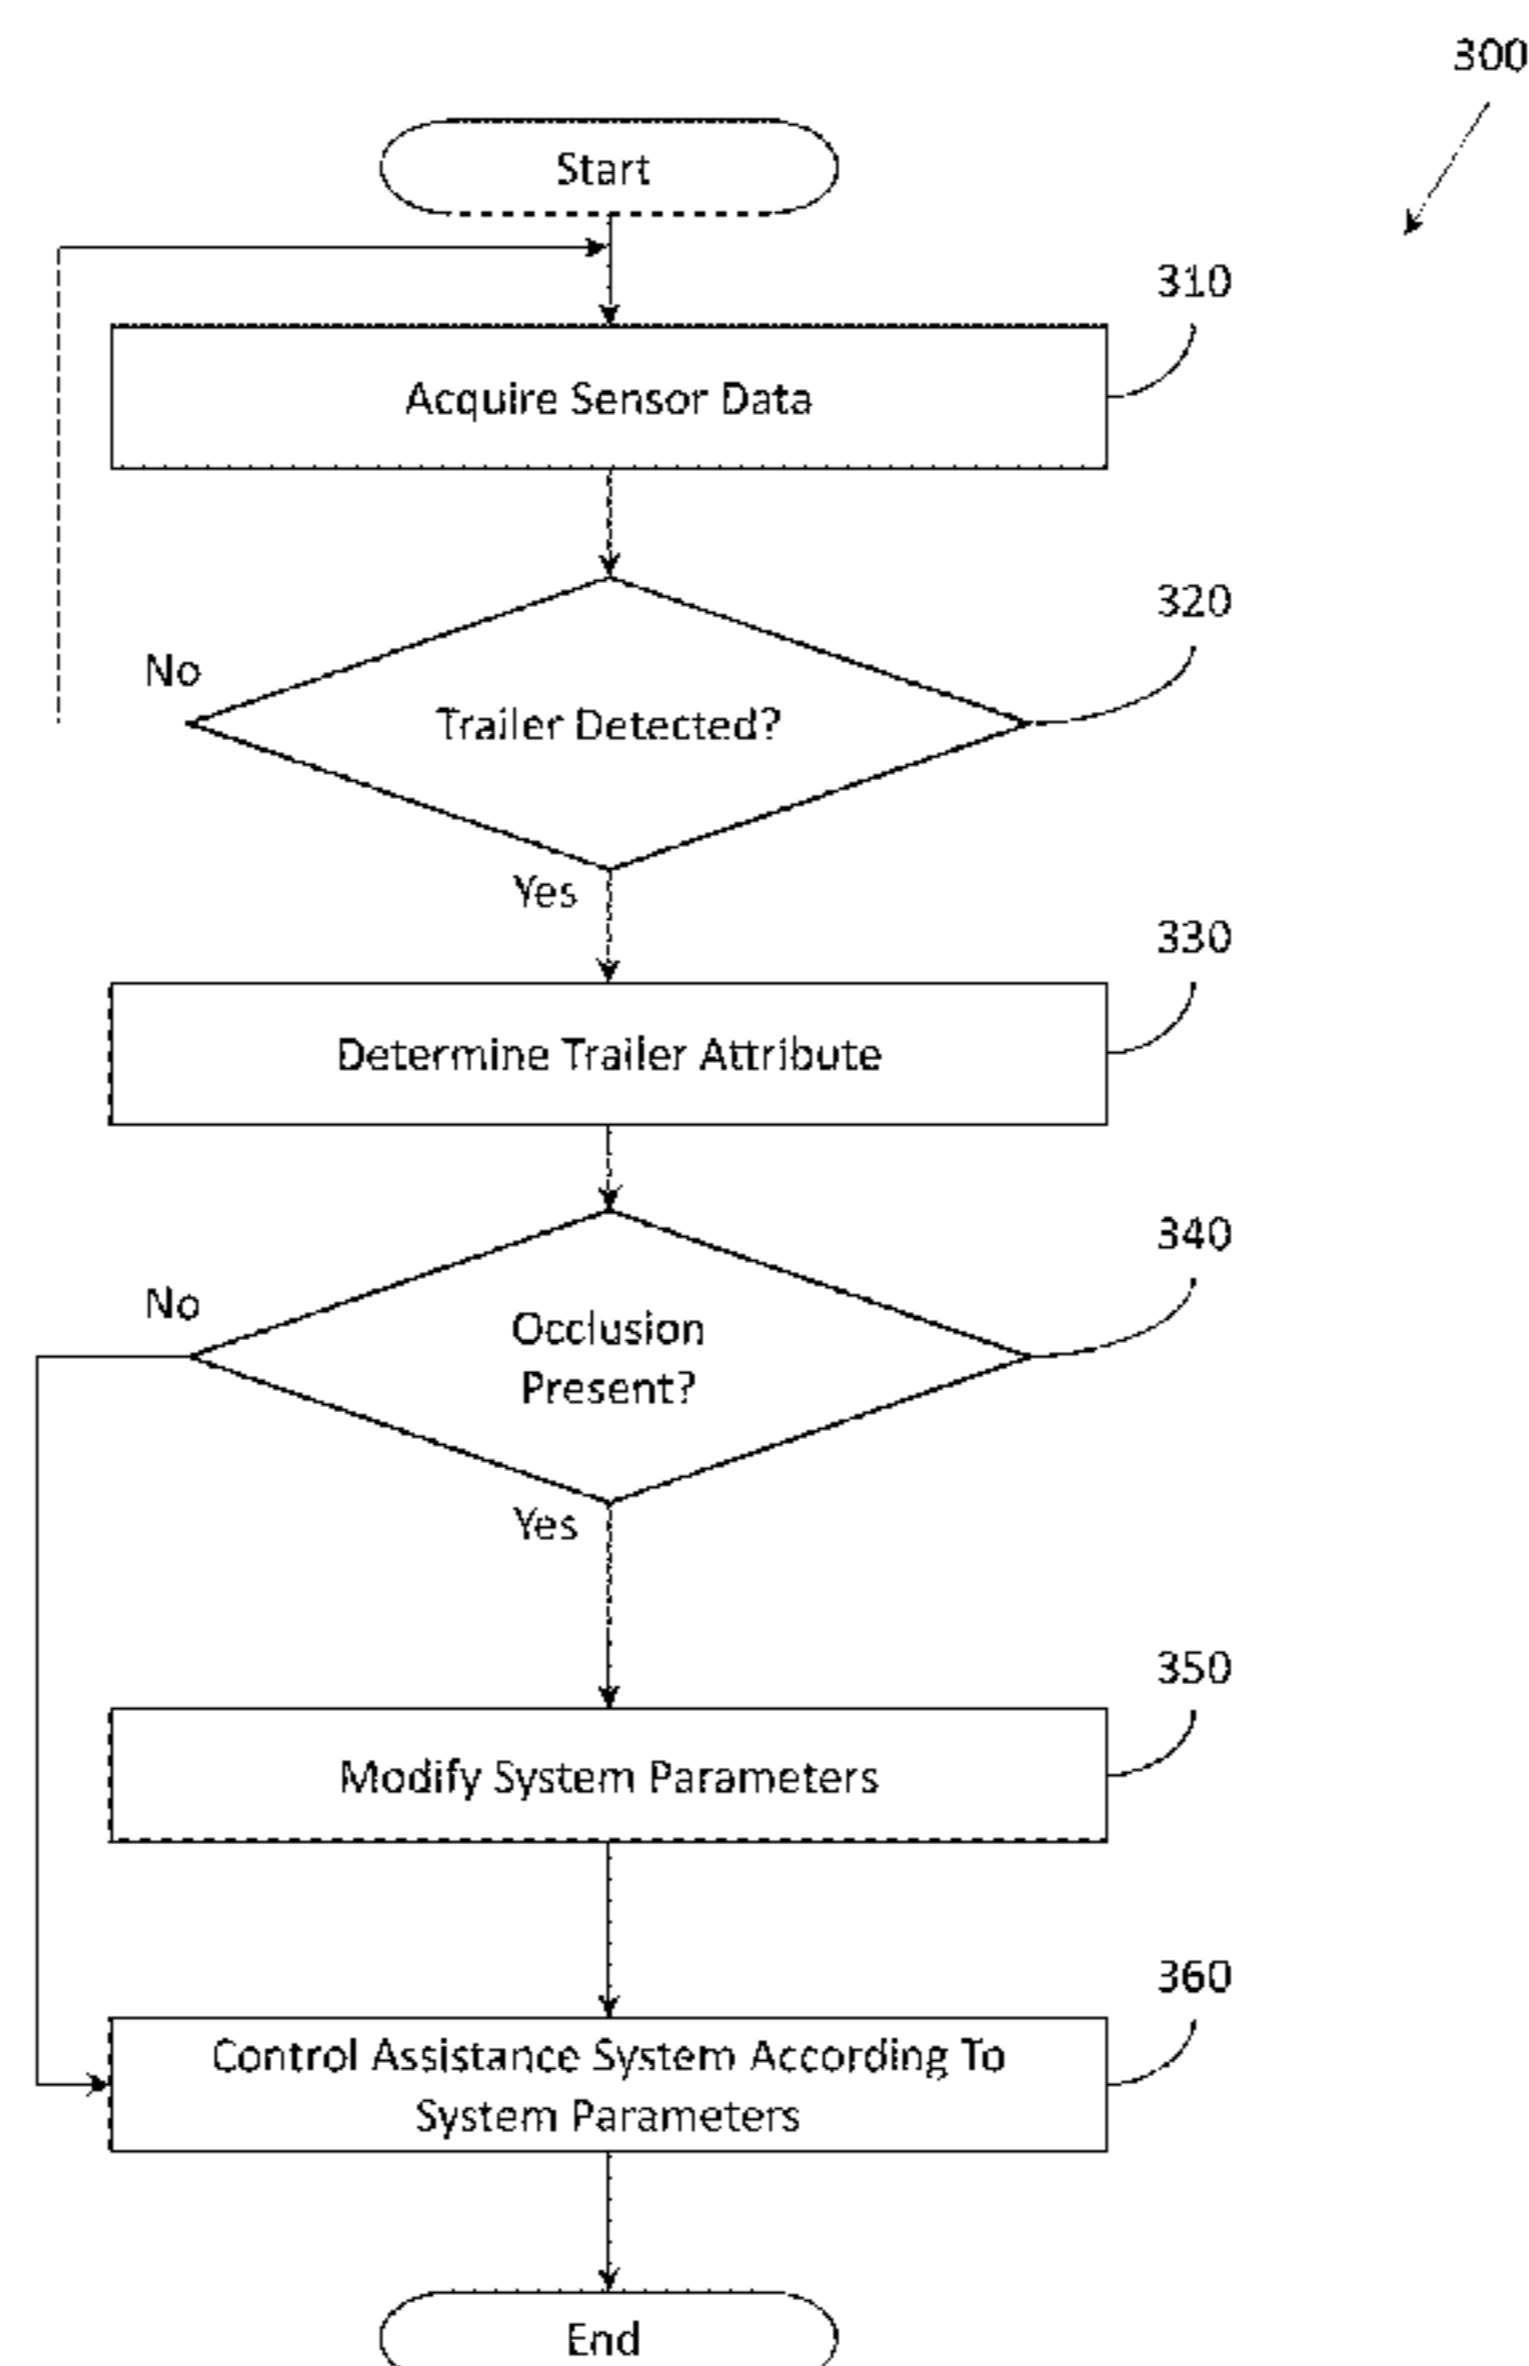 300
Start
310
Acquire Sensor Data
320
No
Trailer Detected?
Yes
330
Determine Trailer Attribute
340
No
Occlusion
Present?
Yes
350
Modify System Parameters
360
Control Assistance System According To
System Parameters
End